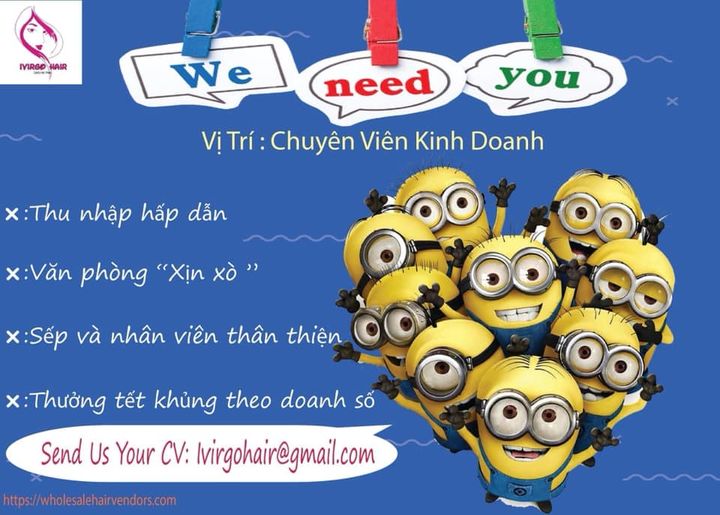 IVIRGO HAIR
We need you
Vị Trí : Chuyên Viên Kinh Doanh
×:Thu nhập hấp dẫn
×:Văn phòng “Xịn xò ”
×:Sếp và nhân viên thân thiện
×:Thưởng tết khủng theo doanh số
Send Us Your CV: Ivirgohair@gmail.com
https://wholesalehairvendors.com